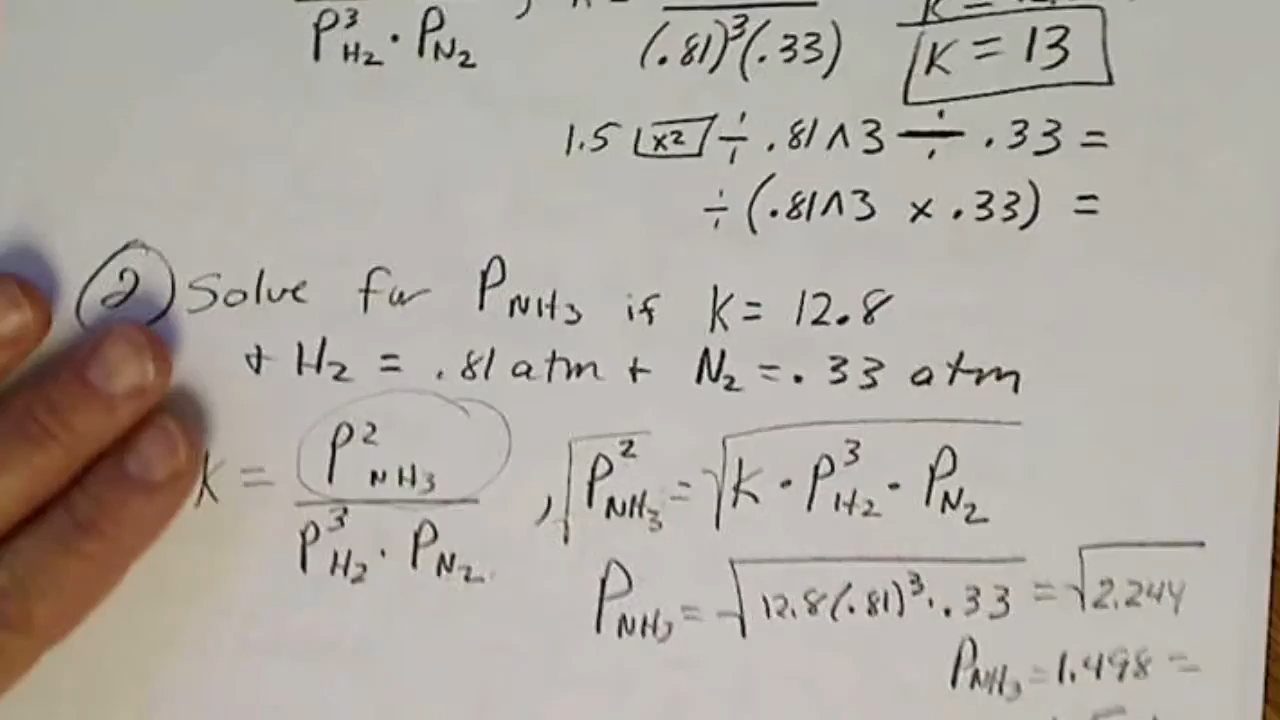 P³H₂ · PN₂
(.81)³(.33)
K = 13
1.5 x² ÷ .81∧3 ÷ .33 =
÷ (.81∧3 x .33) =
② Solve for PNH₃ if K = 12.8
+ H₂ = .81 atm + N₂ = .33 atm
K = P²NH₃ / P³H₂ · PN₂ , √P²NH₃ = √K · P³H₂ · PN₂
PNH₃ = √12.8(.81)³ · .33 = √2.244
PNH₃ = 1.498 =